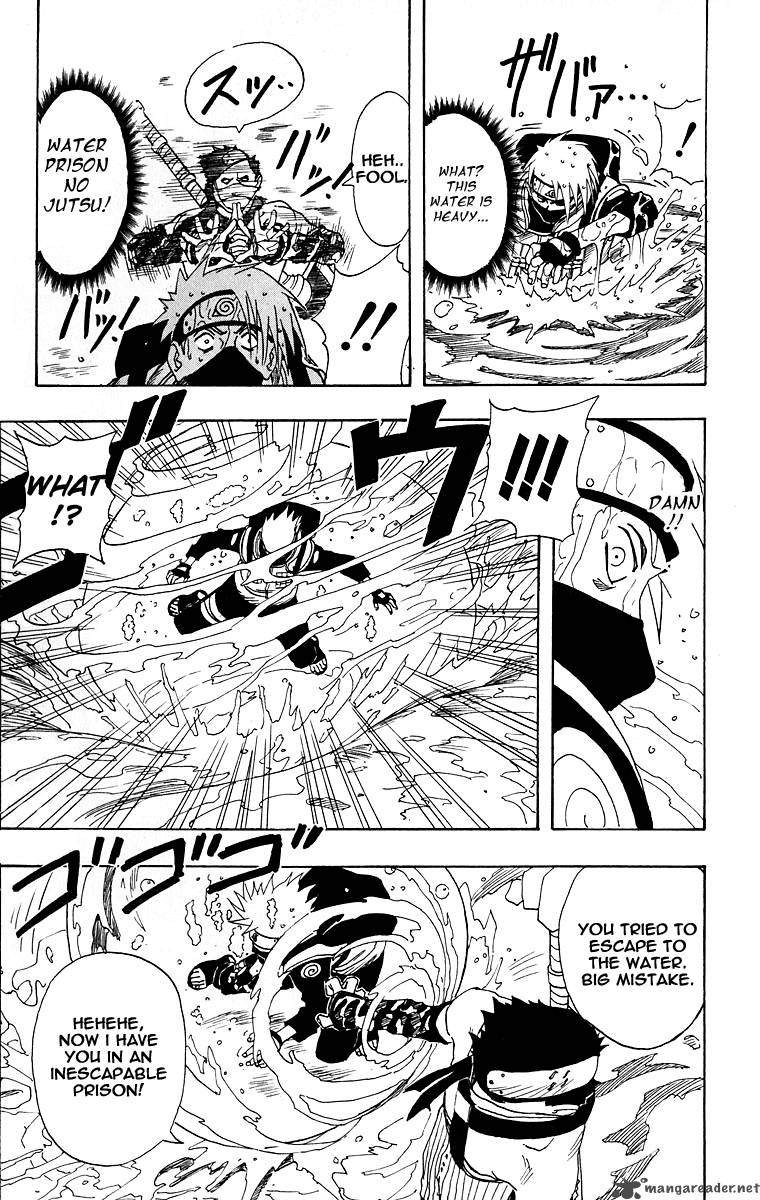 ザバァ・・・
!
WHAT?
THIS
WATER IS
HEAVY...
HEH..
FOOL.
スッ・・
バッ!
WATER
PRISON
NO
JUTSU!
バッ!
!!
DAMN
!!
!!!
WHAT
!?
YOU TRIED TO
ESCAPE TO
THE WATER.
BIG MISTAKE.
ゴゴゴゴ
HEHEHE,
NOW I HAVE
YOU IN AN
INESCAPABLE
PRISON!
mangareader.net